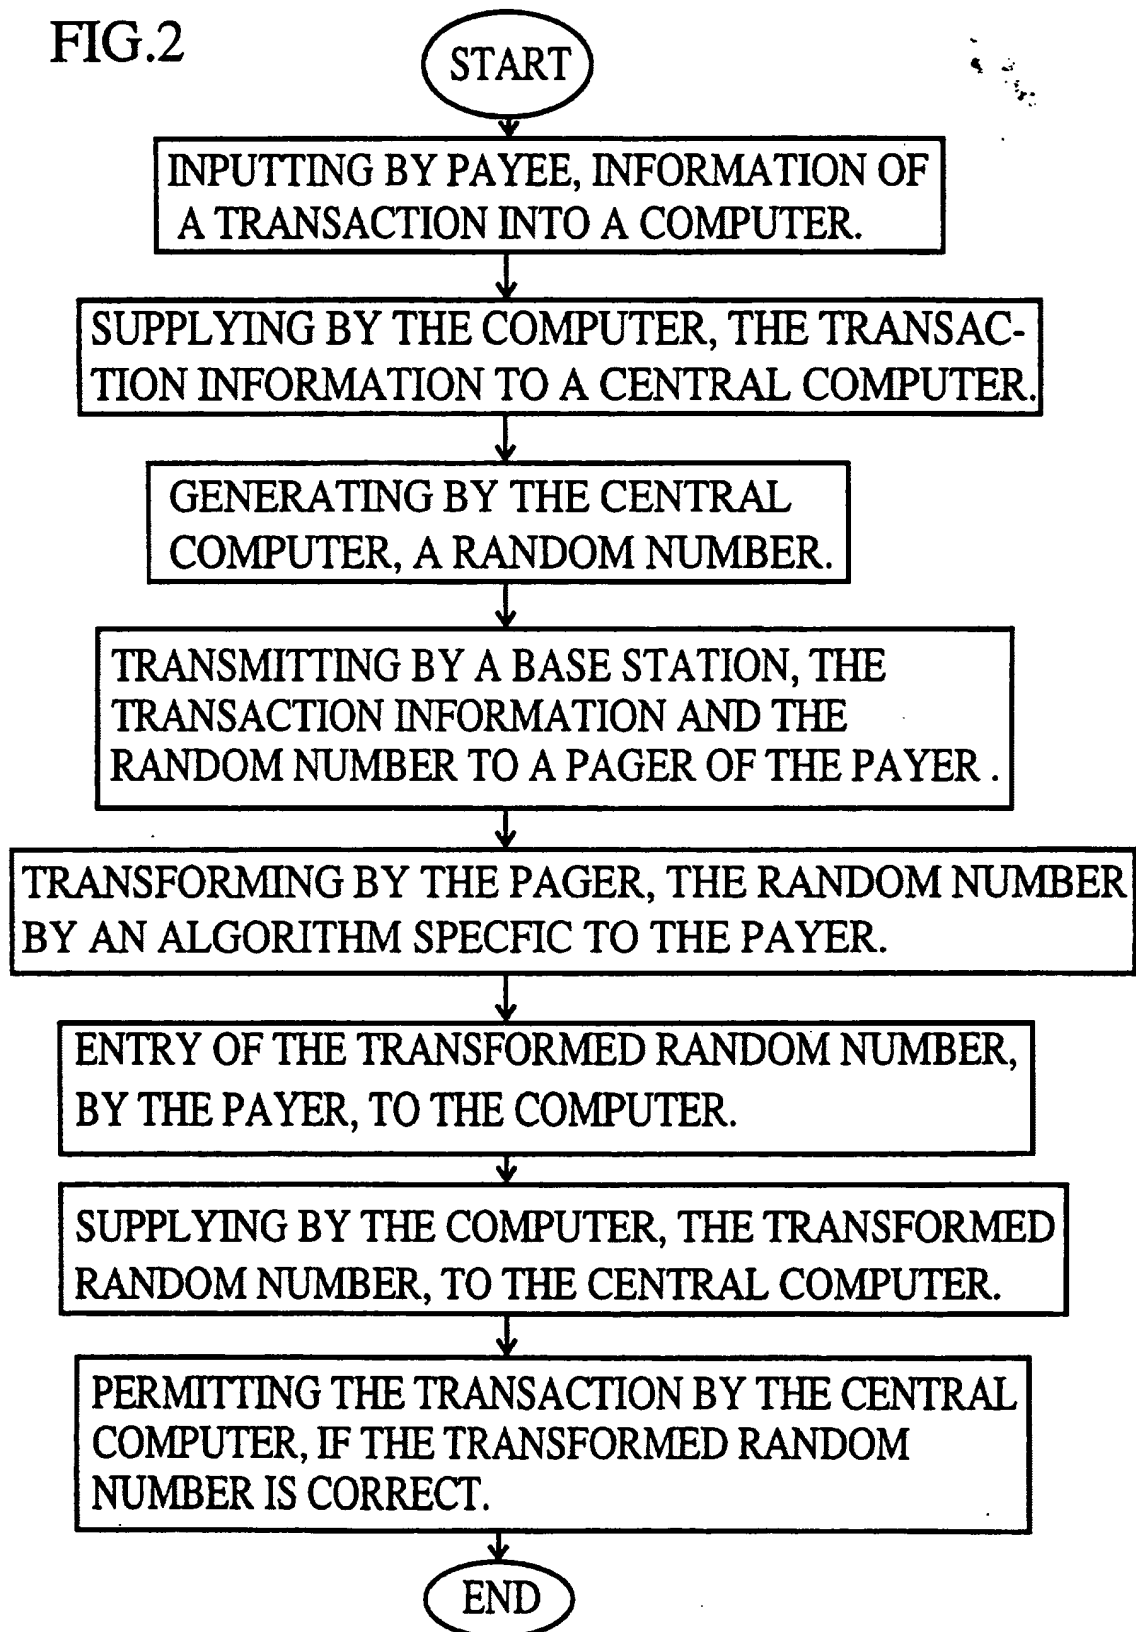 FIG.2
START
INPUTTING BY PAYEE, INFORMATION OF
A TRANSACTION INTO A COMPUTER.
SUPPLYING BY THE COMPUTER, THE TRANSAC-
TION INFORMATION TO A CENTRAL COMPUTER.
GENERATING BY THE CENTRAL
COMPUTER, A RANDOM NUMBER.
TRANSMITTING BY A BASE STATION, THE
TRANSACTION INFORMATION AND THE
RANDOM NUMBER TO A PAGER OF THE PAYER .
TRANSFORMING BY THE PAGER, THE RANDOM NUMBER
BY AN ALGORITHM SPECFIC TO THE PAYER.
ENTRY OF THE TRANSFORMED RANDOM NUMBER,
BY THE PAYER, TO THE COMPUTER.
SUPPLYING BY THE COMPUTER, THE TRANSFORMED
RANDOM NUMBER, TO THE CENTRAL COMPUTER.
PERMITTING THE TRANSACTION BY THE CENTRAL
COMPUTER, IF THE TRANSFORMED RANDOM
NUMBER IS CORRECT.
END